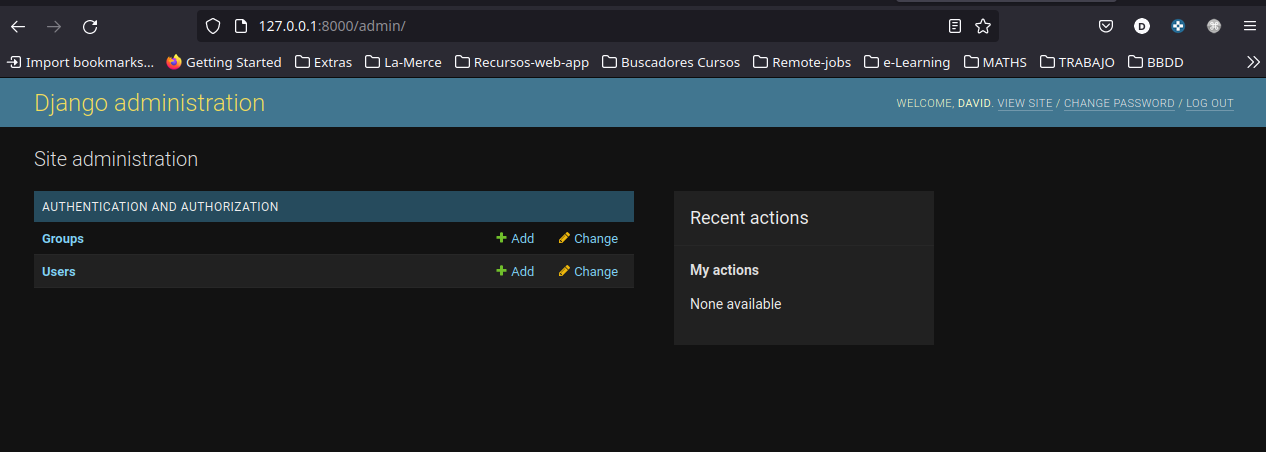 127.0.0.1:8000/admin/
D
Import bookmarks... Getting Started Extras La-Merce Recursos-web-app Buscadores Cursos Remote-jobs e-Learning MATHS TRABAJO BBDD
Django administration
WELCOME, DAVID. VIEW SITE / CHANGE PASSWORD / LOG OUT
Site administration
AUTHENTICATION AND AUTHORIZATION
Groups Add Change
Users Add Change
Recent actions
My actions
None available